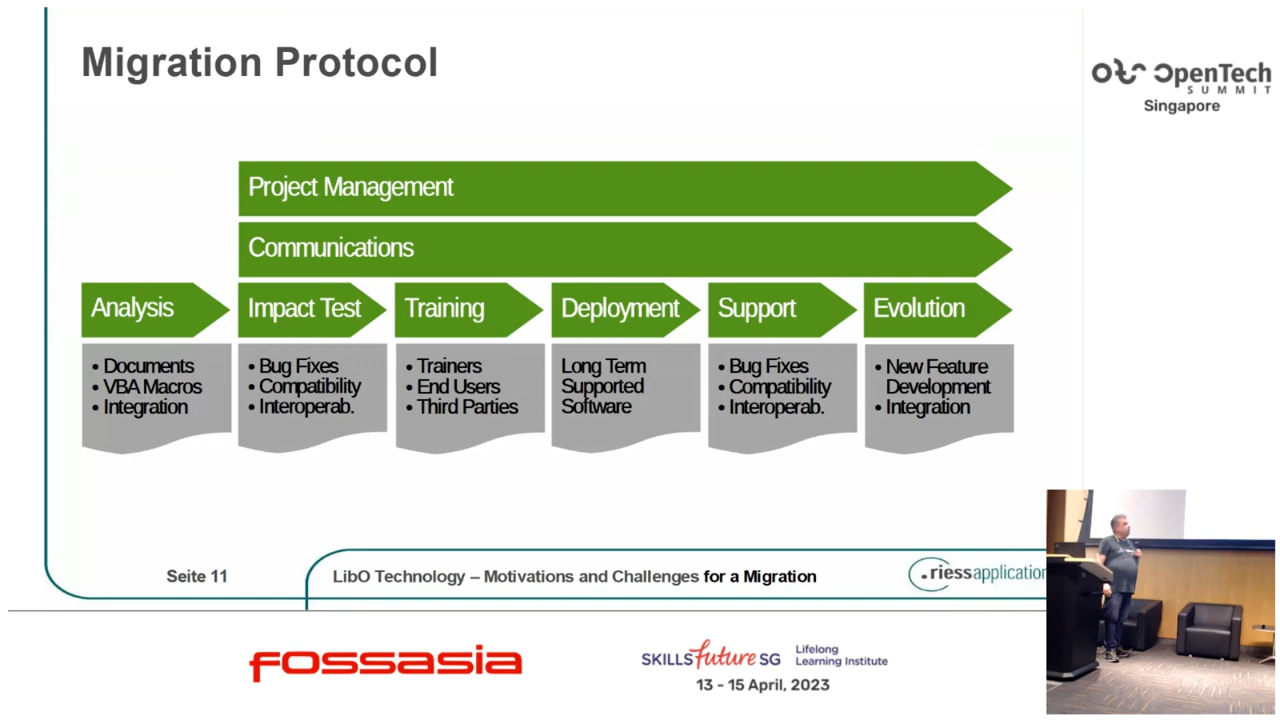 Migration Protocol
OpenTech
SUMMIT
Singapore
Project Management
Communications
Analysis
Impact Test
Training
Deployment
Support
Evolution
• Documents
• VBA Macros
• Integration
• Bug Fixes
• Compatibility
• Interoperab.
• Trainers
• End Users
• Third Parties
Long Term
Supported
Software
• Bug Fixes
• Compatibility
• Interoperab.
• New Feature
Development
• Integration
Seite 11
LibO Technology – Motivations and Challenges for a Migration
.riessapplication
fossasia
SKILLS future SG
Lifelong
Learning Institute
13 - 15 April, 2023